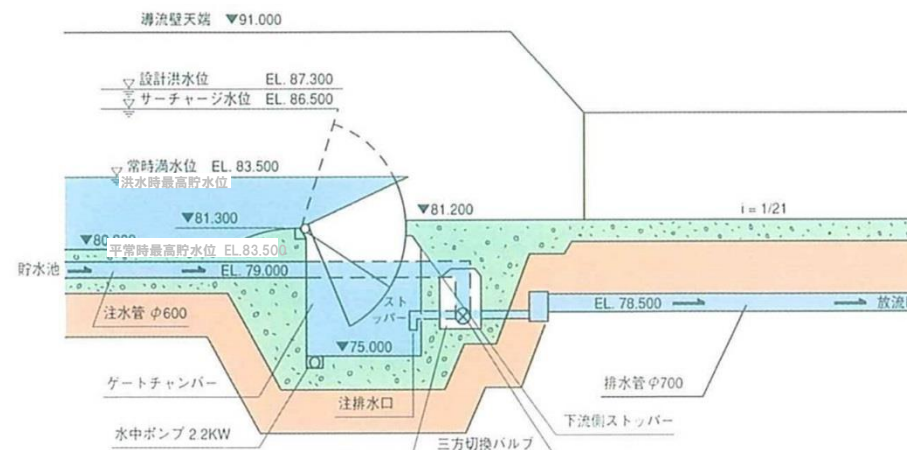 導流壁天端 ▼91.000
設計洪水位 EL. 87.300
サーチャージ水位 EL. 86.500
常時満水位 EL. 83.500
洪水時最高貯水位
▼81.300
▼81.200
i = 1/21
平常時最高貯水位 EL.83.500
貯水池
EL. 79.000
スト
ッパー
EL. 78.500
注水管 φ600
▼75.000
ゲートチャンバー
注排水口
排水管φ700
下流側ストッパー
水中ポンプ 2.2KW
三方切換バルブ